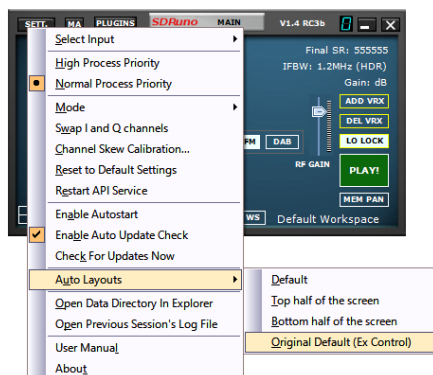 SETT. MA PLUGINS SDRuno MAIN V1.4 RC3b
Select Input
High Process Priority
Normal Process Priority
Mode
Swap I and Q channels
Channel Skew Calibration...
Reset to Default Settings
Restart API Service
Enable Autostart
Enable Auto Update Check
Check For Updates Now
Auto Layouts
Open Data Directory In Explorer
Open Previous Session's Log File
User Manual
About
Final SR: 555555
IFBW: 1.2MHz (HDR)
Gain: dB
ADD VRX
DEL VRX
FM DAB LO LOCK
RF GAIN PLAY!
MEM PAN
WS Default Workspace
Default
Top half of the screen
Bottom half of the screen
Original Default (Ex Control)